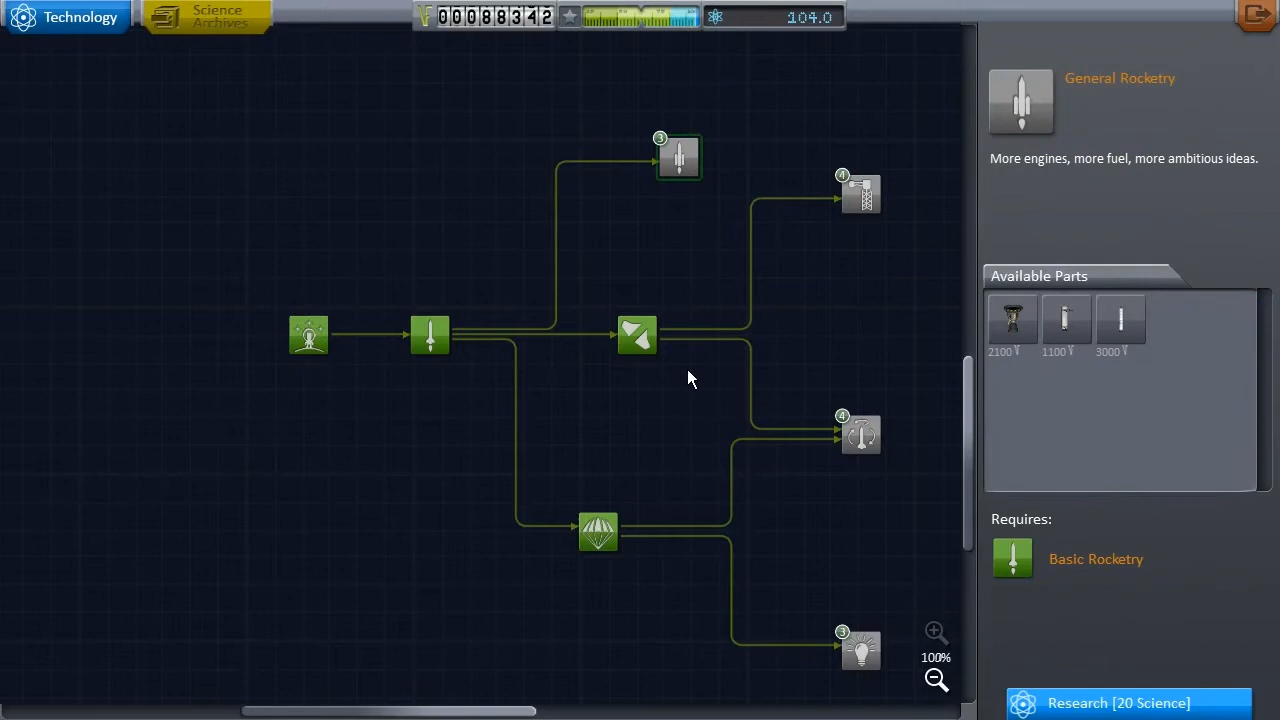 Technology
Science
Archives
00088342
104.0
General Rocketry
More engines, more fuel, more ambitious ideas.
3
4
Available Parts
2100
1100
3000
4
Requires:
Basic Rocketry
3
100%
Research [20 Science]